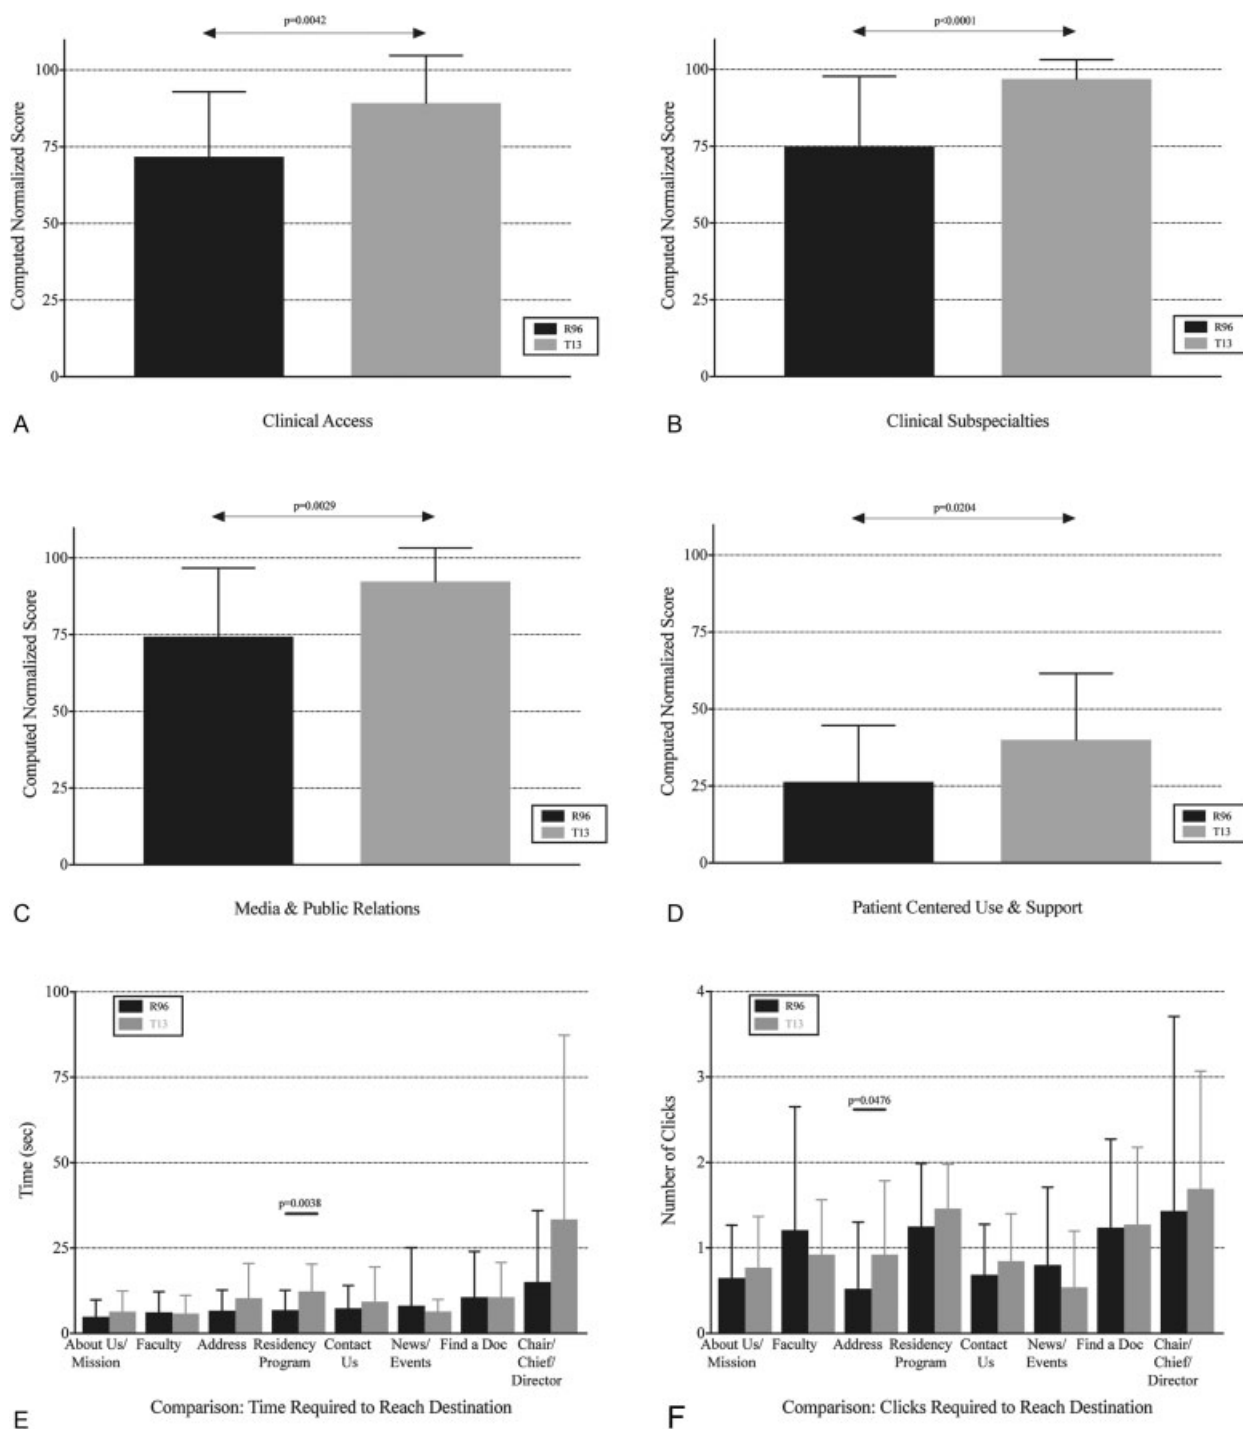 p=0.0042
100
75
50
25
0
Computed Normalized Score
R96
T13
Clinical Access
A
p<0.0001
100
75
50
25
0
Computed Normalized Score
R96
T13
Clinical Subspecialties
B
p=0.0029
100
75
50
25
0
Computed Normalized Score
R96
T13
Media & Public Relations
C
p=0.0204
100
75
50
25
0
Computed Normalized Score
R96
T13
Patient Centered Use & Support
D
100
75
50
25
0
Time (sec)
R96
T13
p=0.0038
About Us/
Mission
Faculty
Address
Residency
Program
Contact
Us
News/
Events
Find a Doc
Chair/
Chief/
Director
Comparison: Time Required to Reach Destination
E
4
3
2
1
0
Number of Clicks
R96
T13
p=0.0476
About Us/
Mission
Faculty
Address
Residency
Program
Contact
Us
News/
Events
Find a Doc
Chair/
Chief/
Director
Comparison: Clicks Required to Reach Destination
F